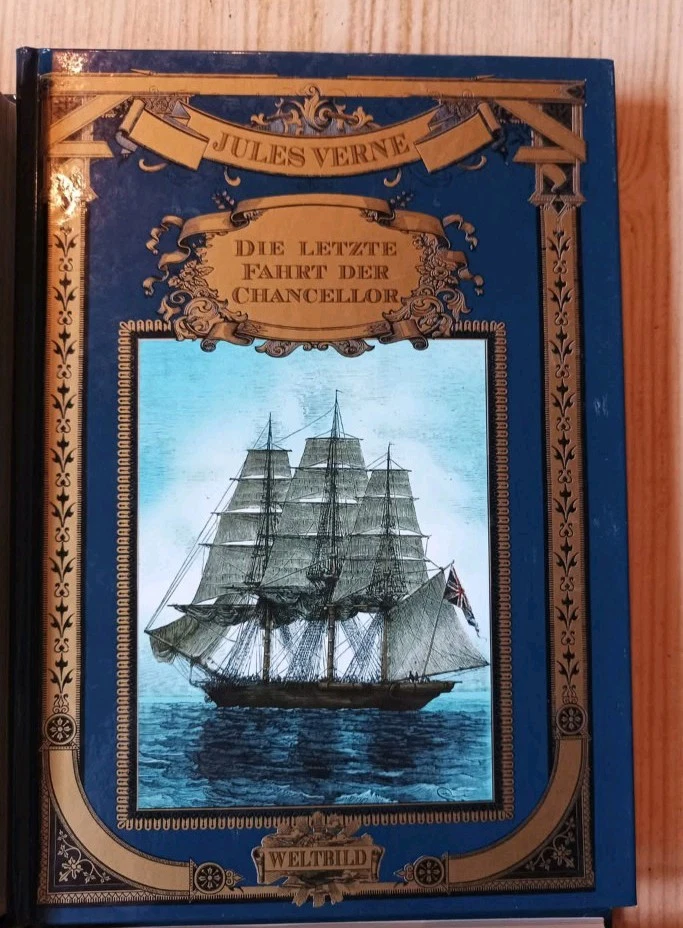 JULES VERNE
DIE LETZTE
FAHRT DER
CHANCELLOR
WELTBILD